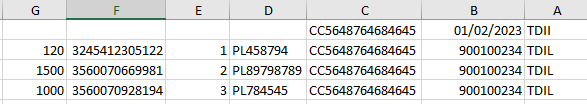 G F E D C B A
CC5648764684645 01/02/2023 TDII
120 3245412305122 1 PL458794 CC5648764684645 900100234 TDIL
1500 3560070669981 2 PL89798789 CC5648764684645 900100234 TDIL
1000 3560070928194 3 PL784545 CC5648764684645 900100234 TDIL